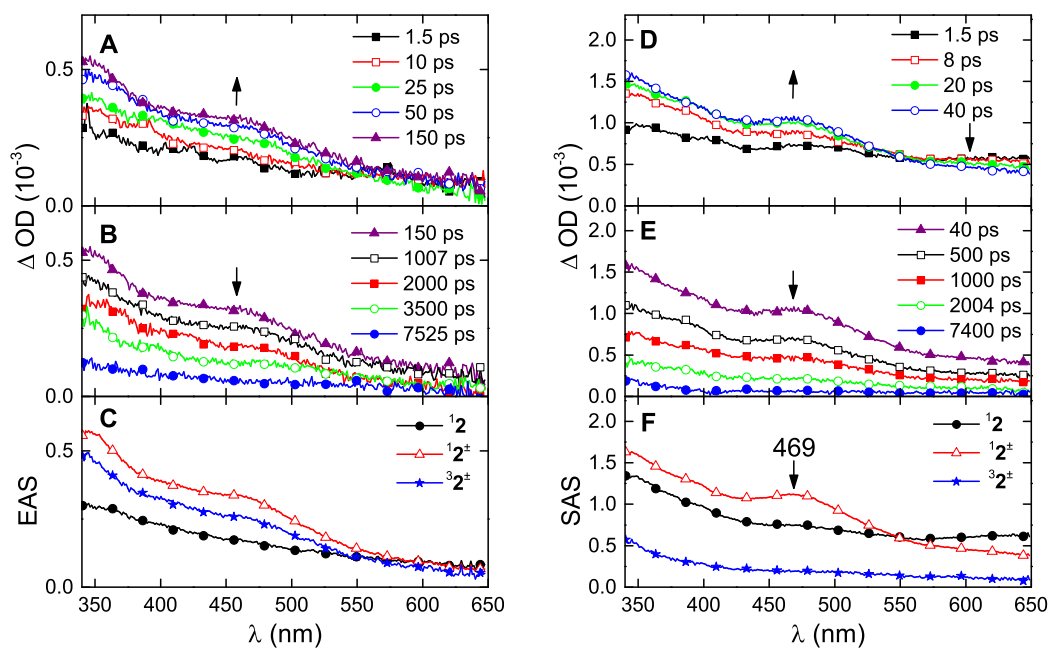 A
1.5 ps
10 ps
25 ps
50 ps
150 ps
0.5
0.0
B
150 ps
1007 ps
2000 ps
3500 ps
7525 ps
0.5
0.0
Δ OD (10⁻³)
C
¹2
¹2±
³2±
0.5
0.0
EAS
350 400 450 500 550 600 650
λ (nm)
D
1.5 ps
8 ps
20 ps
40 ps
2.0
1.5
1.0
0.5
0.0
E
40 ps
500 ps
1000 ps
2004 ps
7400 ps
2.0
1.5
1.0
0.5
0.0
Δ OD (10⁻³)
F
469
¹2
¹2±
³2±
2.0
1.5
1.0
0.5
0.0
SAS
350 400 450 500 550 600 650
λ (nm)